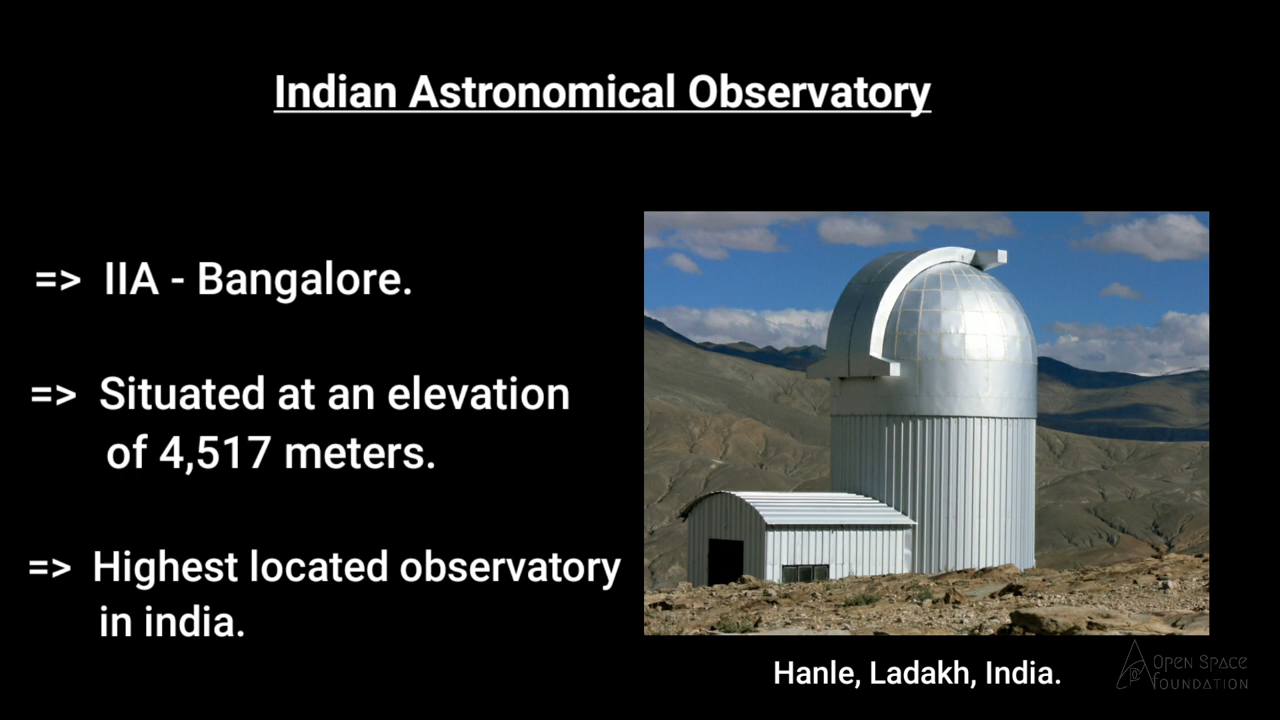 Indian Astronomical Observatory
=> IIA - Bangalore.
=> Situated at an elevation
of 4,517 meters.
=> Highest located observatory
in india.
Hanle, Ladakh, India.
Open Space
Foundation